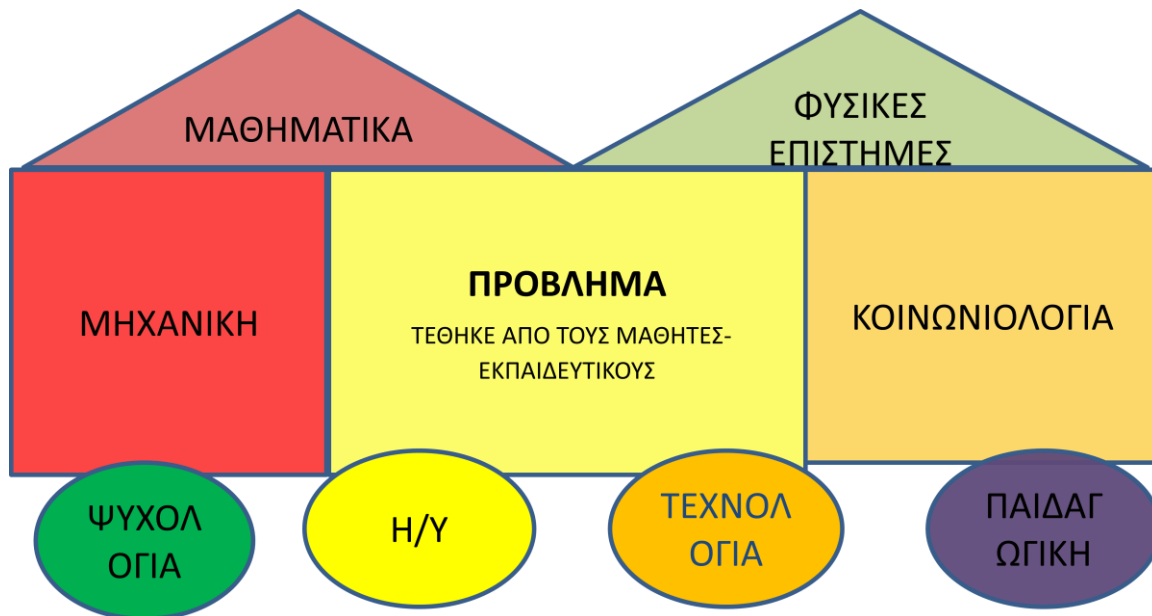 ΜΑΘΗΜΑΤΙΚΑ
ΦΥΣΙΚΕΣ
ΕΠΙΣΤΗΜΕΣ
ΜΗΧΑΝΙΚΗ
ΠΡΟΒΛΗΜΑ
ΤΕΘΗΚΕ ΑΠΟ ΤΟΥΣ ΜΑΘΗΤΕΣ-
ΕΚΠΑΙΔΕΥΤΙΚΟΥΣ
ΚΟΙΝΩΝΙΟΛΟΓΙΑ
ΨΥΧΟΛ
ΟΓΙΑ
Η/Υ
ΤΕΧΝΟΛ
ΟΓΙΑ
ΠΑΙΔΑΓ
ΩΓΙΚΗ